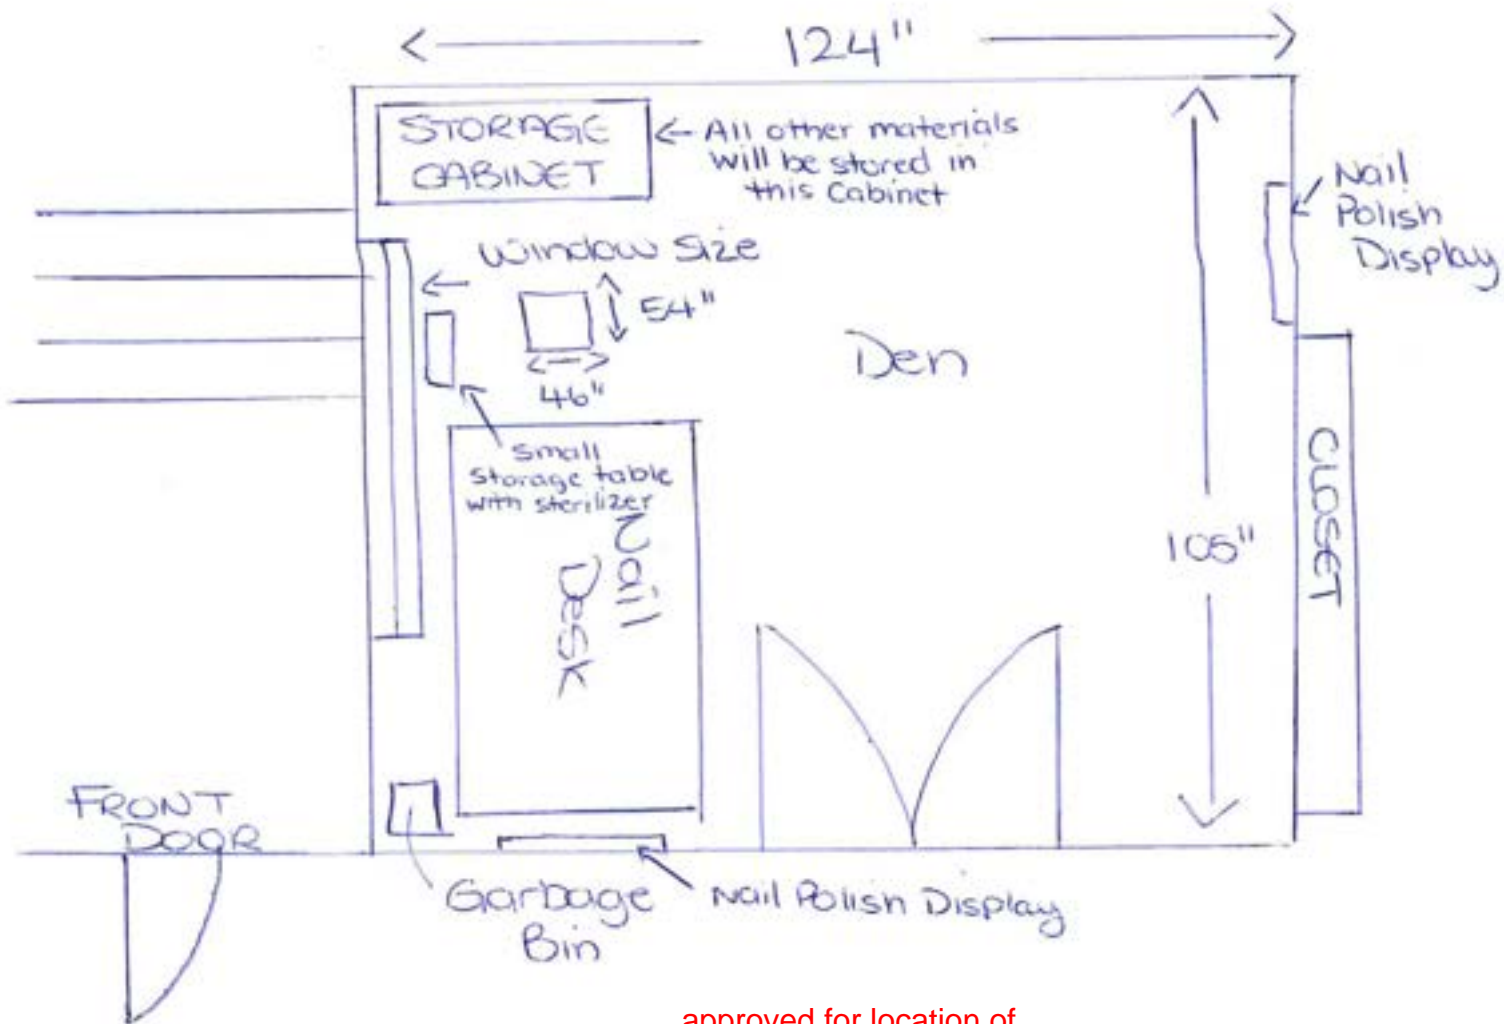 124"
STORAGE
CABINET
← All other materials
will be stored in
this Cabinet
Nail
Polish
Display
Window Size
54"
46"
Den
Small
Storage table
with sterilizer
Nail
Desk
105"
CLOSET
FRONT
DOOR
Garbage
Bin
Nail Polish Display
approved for location of